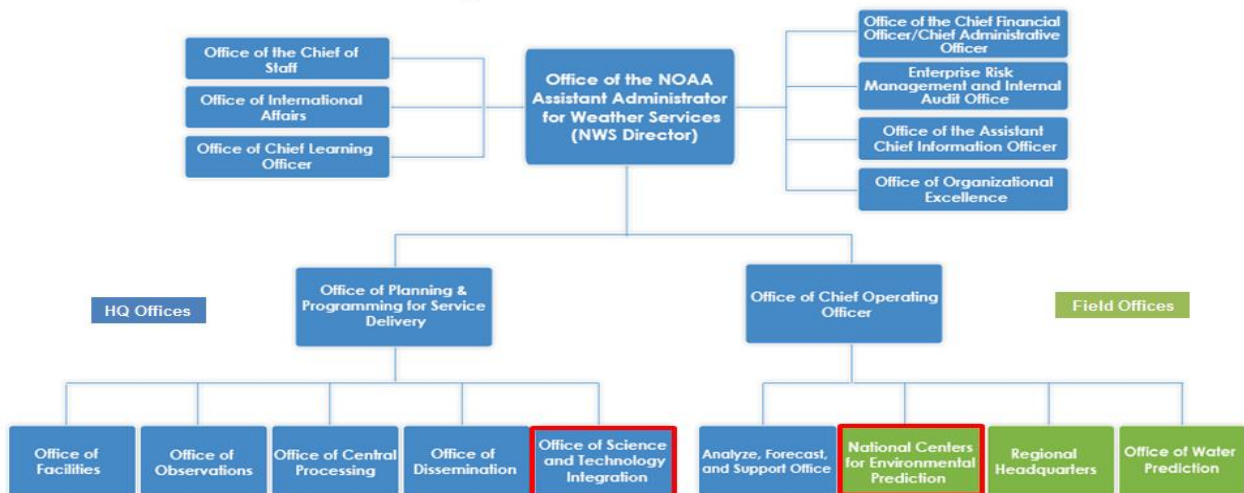 Office of the Chief of
Staff
Office of International
Affairs
Office of Chief Learning
Officer
Office of the NOAA
Assistant Administrator
for Weather Services
(NWS Director)
Office of the Chief Financial
Officer/Chief Administrative
Officer
Enterprise Risk
Management and Internal
Audit Office
Office of the Assistant
Chief Information Officer
Office of Organizational
Excellence
HQ Offices
Office of Planning &
Programming for Service
Delivery
Office of Chief Operating
Officer
Field Offices
Office of
Facilities
Office of
Observations
Office of Central
Processing
Office of
Dissemination
Office of Science
and Technology
Integration
Analyze, Forecast,
and Support Office
National Centers
for Environmental
Prediction
Regional
Headquarters
Office of Water
Prediction